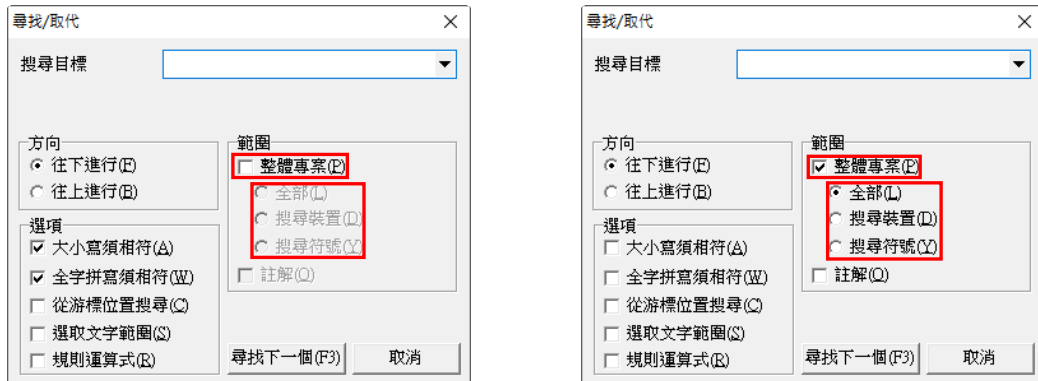 尋找/取代
搜尋目標
方向
往下進行(F)
往上進行(B)
選項
大小寫須相符(A)
全字拼寫須相符(W)
從游標位置搜尋(C)
選取文字範圍(S)
規則運算式(R)
範圍
整體專案(P)
全部(L)
搜尋裝置(D)
搜尋符號(Y)
註解(O)
尋找下一個(F3)
取消
尋找/取代
搜尋目標
方向
往下進行(F)
往上進行(B)
選項
大小寫須相符(A)
全字拼寫須相符(W)
從游標位置搜尋(C)
選取文字範圍(S)
規則運算式(R)
範圍
整體專案(P)
全部(L)
搜尋裝置(D)
搜尋符號(Y)
註解(O)
尋找下一個(F3)
取消